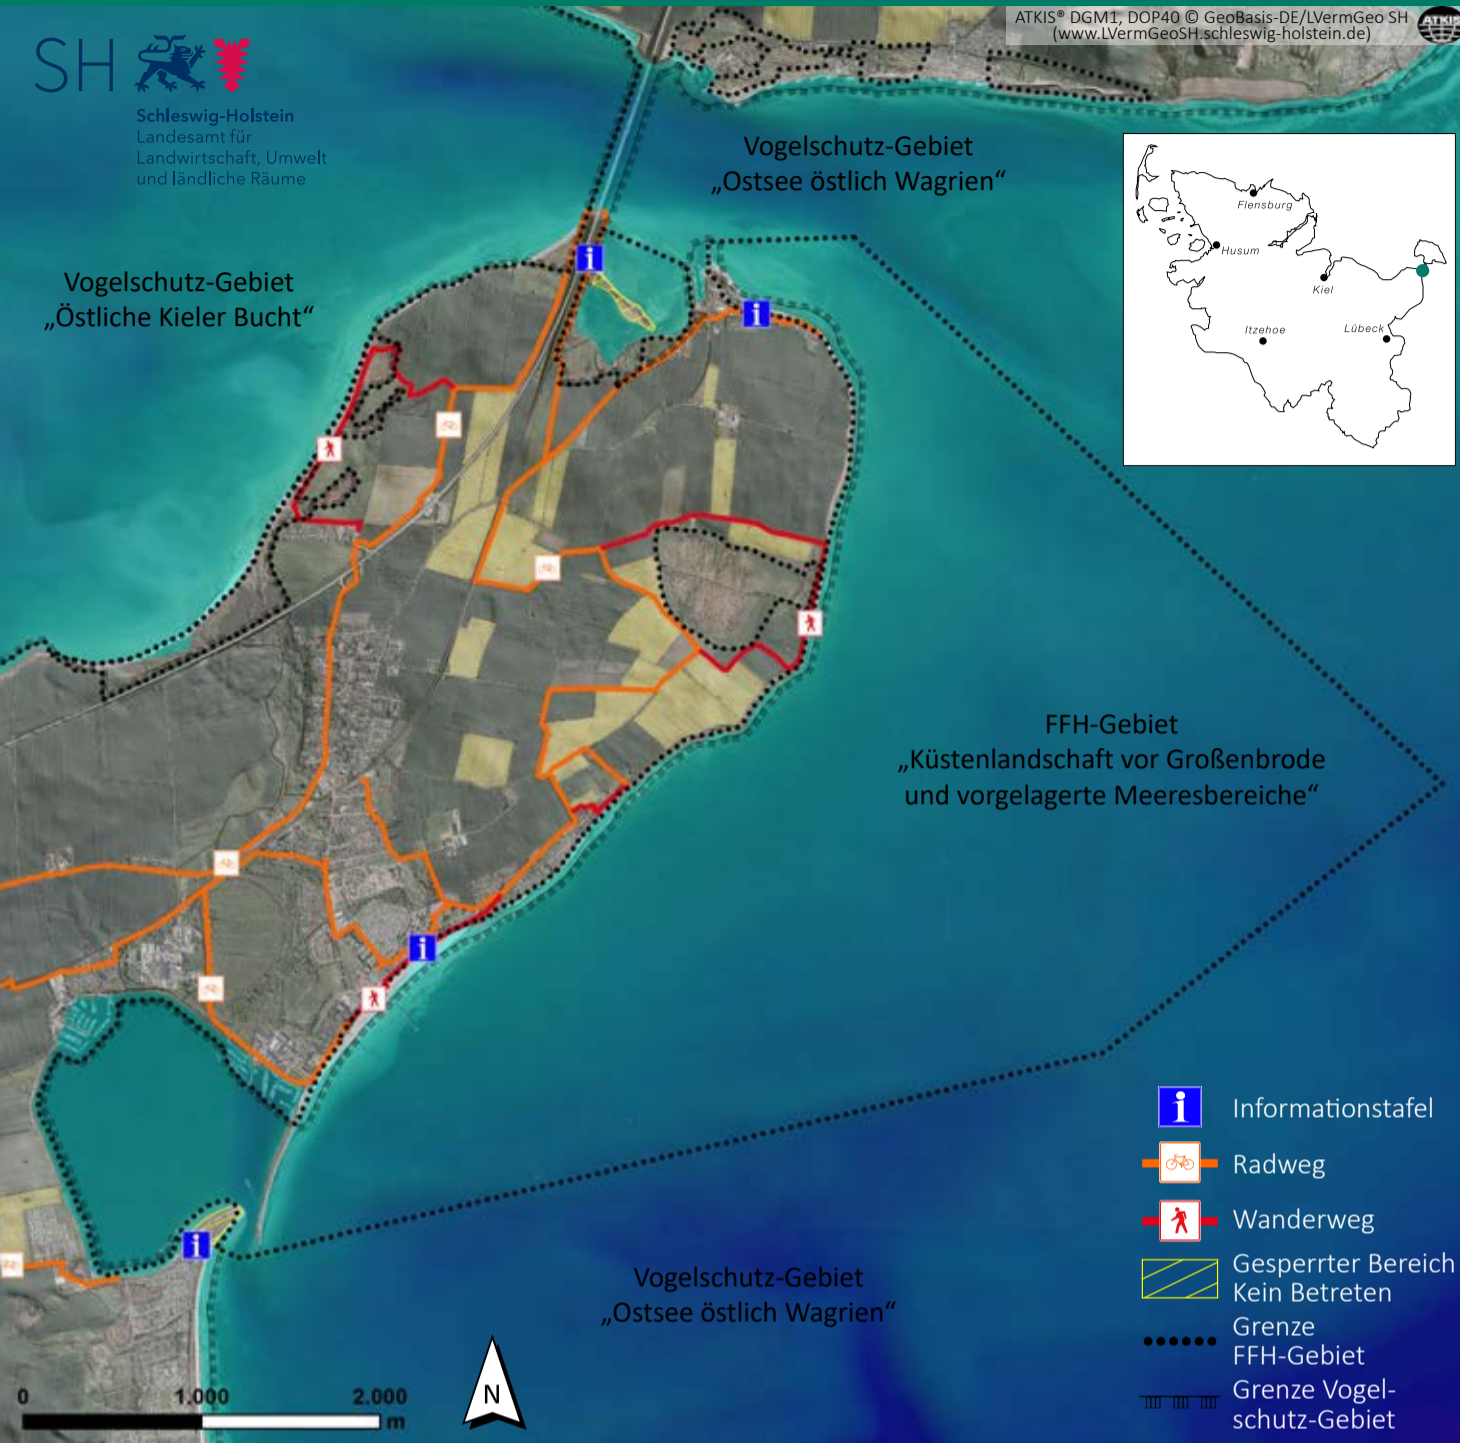 ATKIS® DGM1, DOP40 © GeoBasis-DE/LVermGeo SH
(www.LVermGeoSH.schleswig-holstein.de)
ATKIS
SH
Schleswig-Holstein
Landesamt für
Landwirtschaft, Umwelt
und ländliche Räume
Vogelschutz-Gebiet
„Ostsee östlich Wagrien“
Flensburg
Husum
Kiel
Itzehoe
Lübeck
Vogelschutz-Gebiet
„Östliche Kieler Bucht“
i
i
FFH-Gebiet
„Küstenlandschaft vor Großenbrode
und vorgelagerte Meeresbereiche“
i
i
Vogelschutz-Gebiet
„Ostsee östlich Wagrien“
i Informationstafel
Radweg
Wanderweg
Gesperrter Bereich
Kein Betreten
Grenze
FFH-Gebiet
Grenze Vogel-
schutz-Gebiet
0 1.000 2.000
m
N